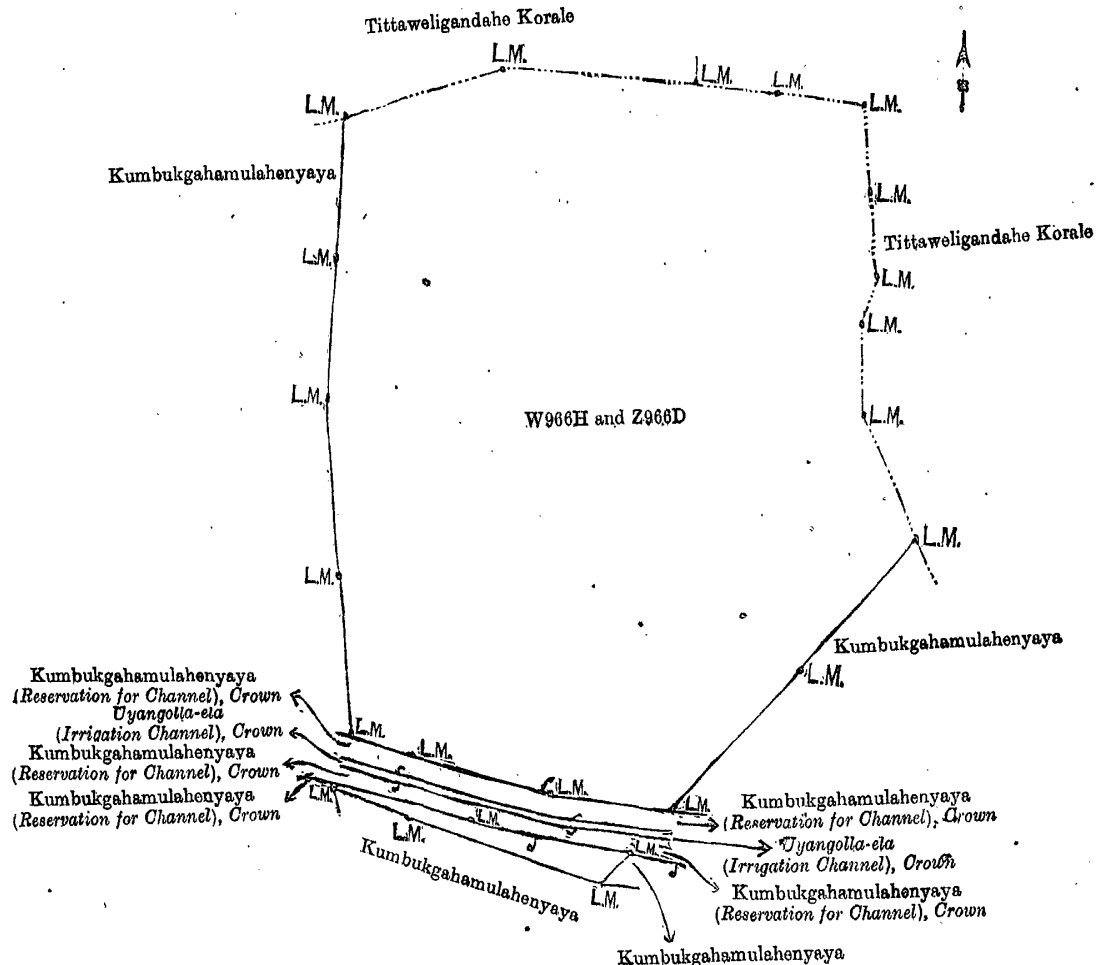 Tittaweligandahe Korale
L.M.
L.M.
L.M.
L.M.
L.M.
Kumbukgahamulahenyaya
L.M.
Tittaweligandahe Korale
L.M.
L.M.
L.M.
L.M.
W966H and Z966D
L.M.
L.M.
L.M.
Kumbukgahamulahenyaya
L.M.
Kumbukgahamulahenyaya
(Reservation for Channel), Crown
Uyangolla-ela
(Irrigation Channel), Crown
Kumbukgahamulahenyaya
(Reservation for Channel), Crown
Kumbukgahamulahenyaya
(Reservation for Channel), Crown
L.M.
L.M.
L.M.
L.M.
L.M.
L.M.
L.M.
L.M.
L.M.
Kumbukgahamulahenyaya
Kumbukgahamulahenyaya
(Reservation for Channel), Crown
Uyangolla-ela
(Irrigation Channel), Crown
Kumbukgahamulahenyaya
(Reservation for Channel), Crown
Kumbukgahamulahenyaya